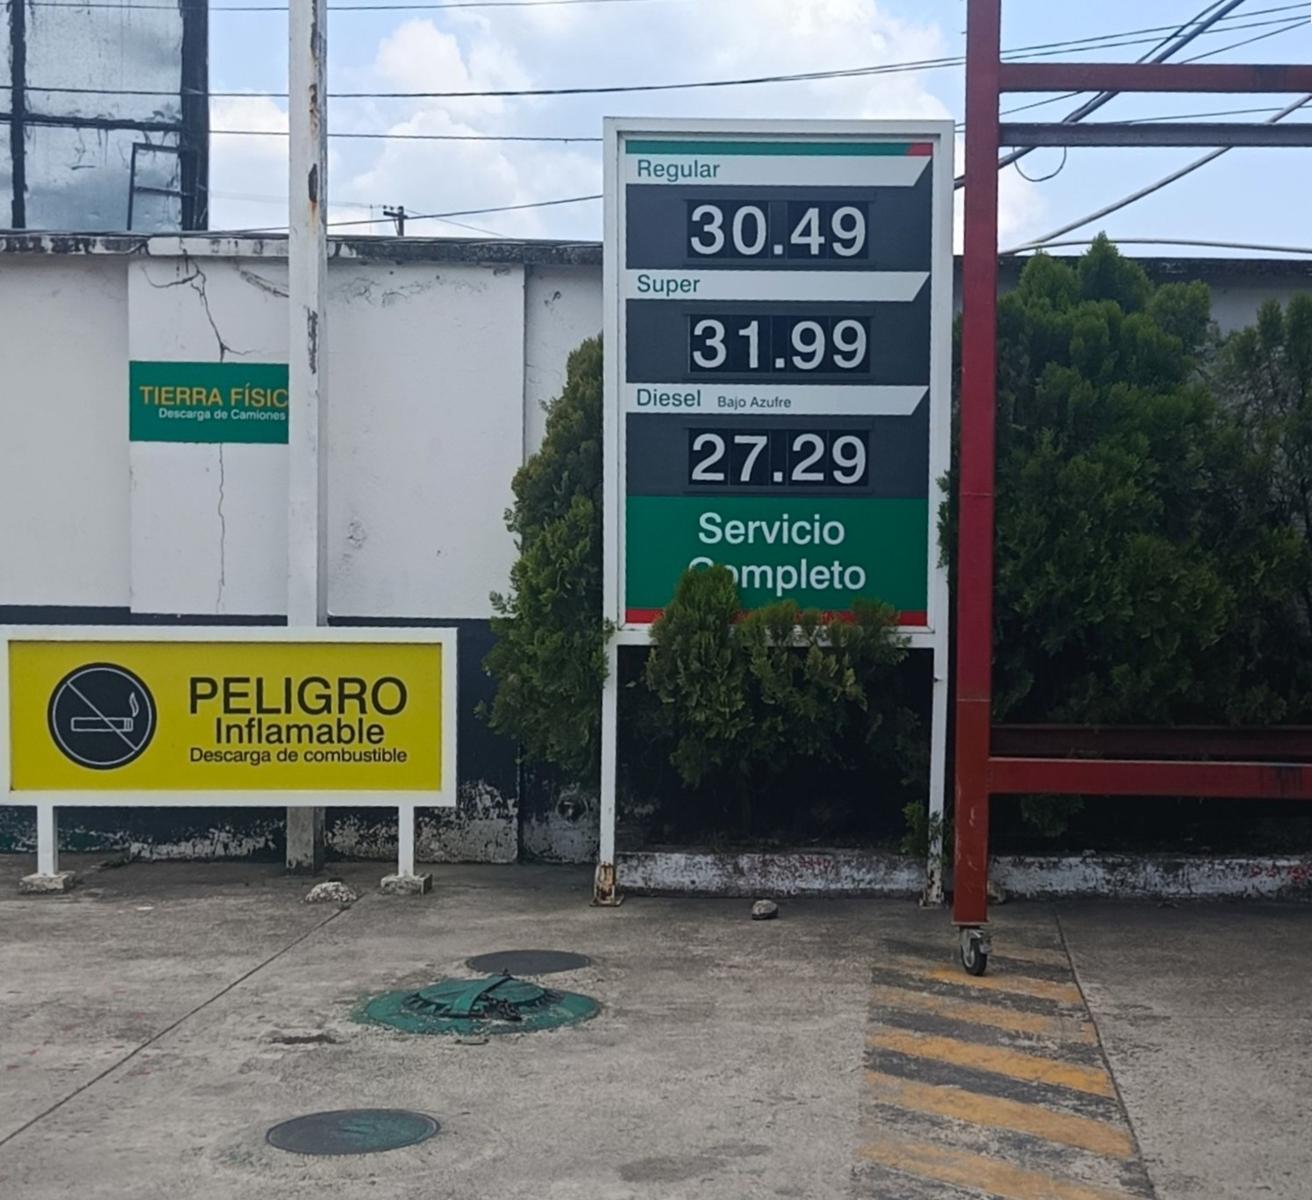 Regular
30.49
Super
31.99
Diesel Bajo Azufre
27.29
Servicio
Completo
TIERRA FÍSIC
Descarga de Camiones
PELIGRO
Inflamable
Descarga de combustible